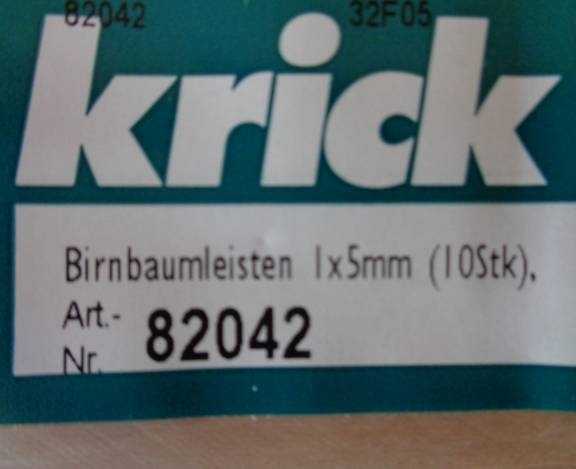 82042 32F05
krick
Birnbaumleisten 1x5mm (10Stk),
Art.-
Nr. 82042